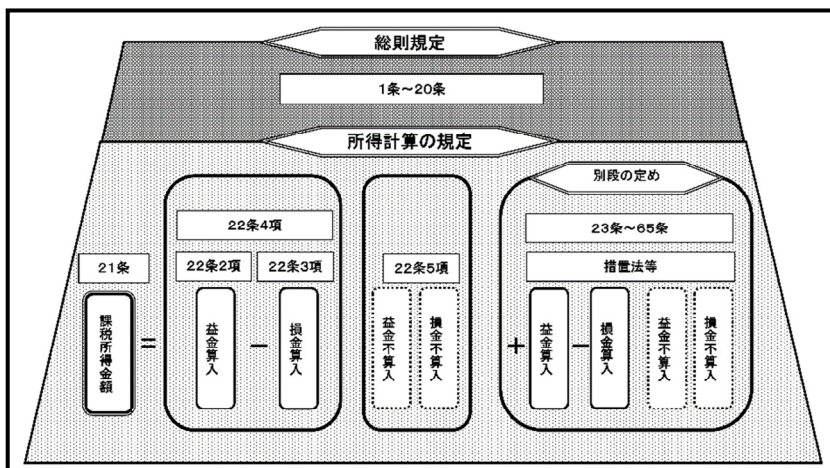 総則規定
1条～20条
所得計算の規定
別段の定め
22条4項
23条～65条
21条
22条2項
22条3項
22条5項
措置法等
課税所得金額
=
益金算入
－
損金算入
益金不算入
損金不算入
+
益金算入
－
損金算入
益金不算入
損金不算入